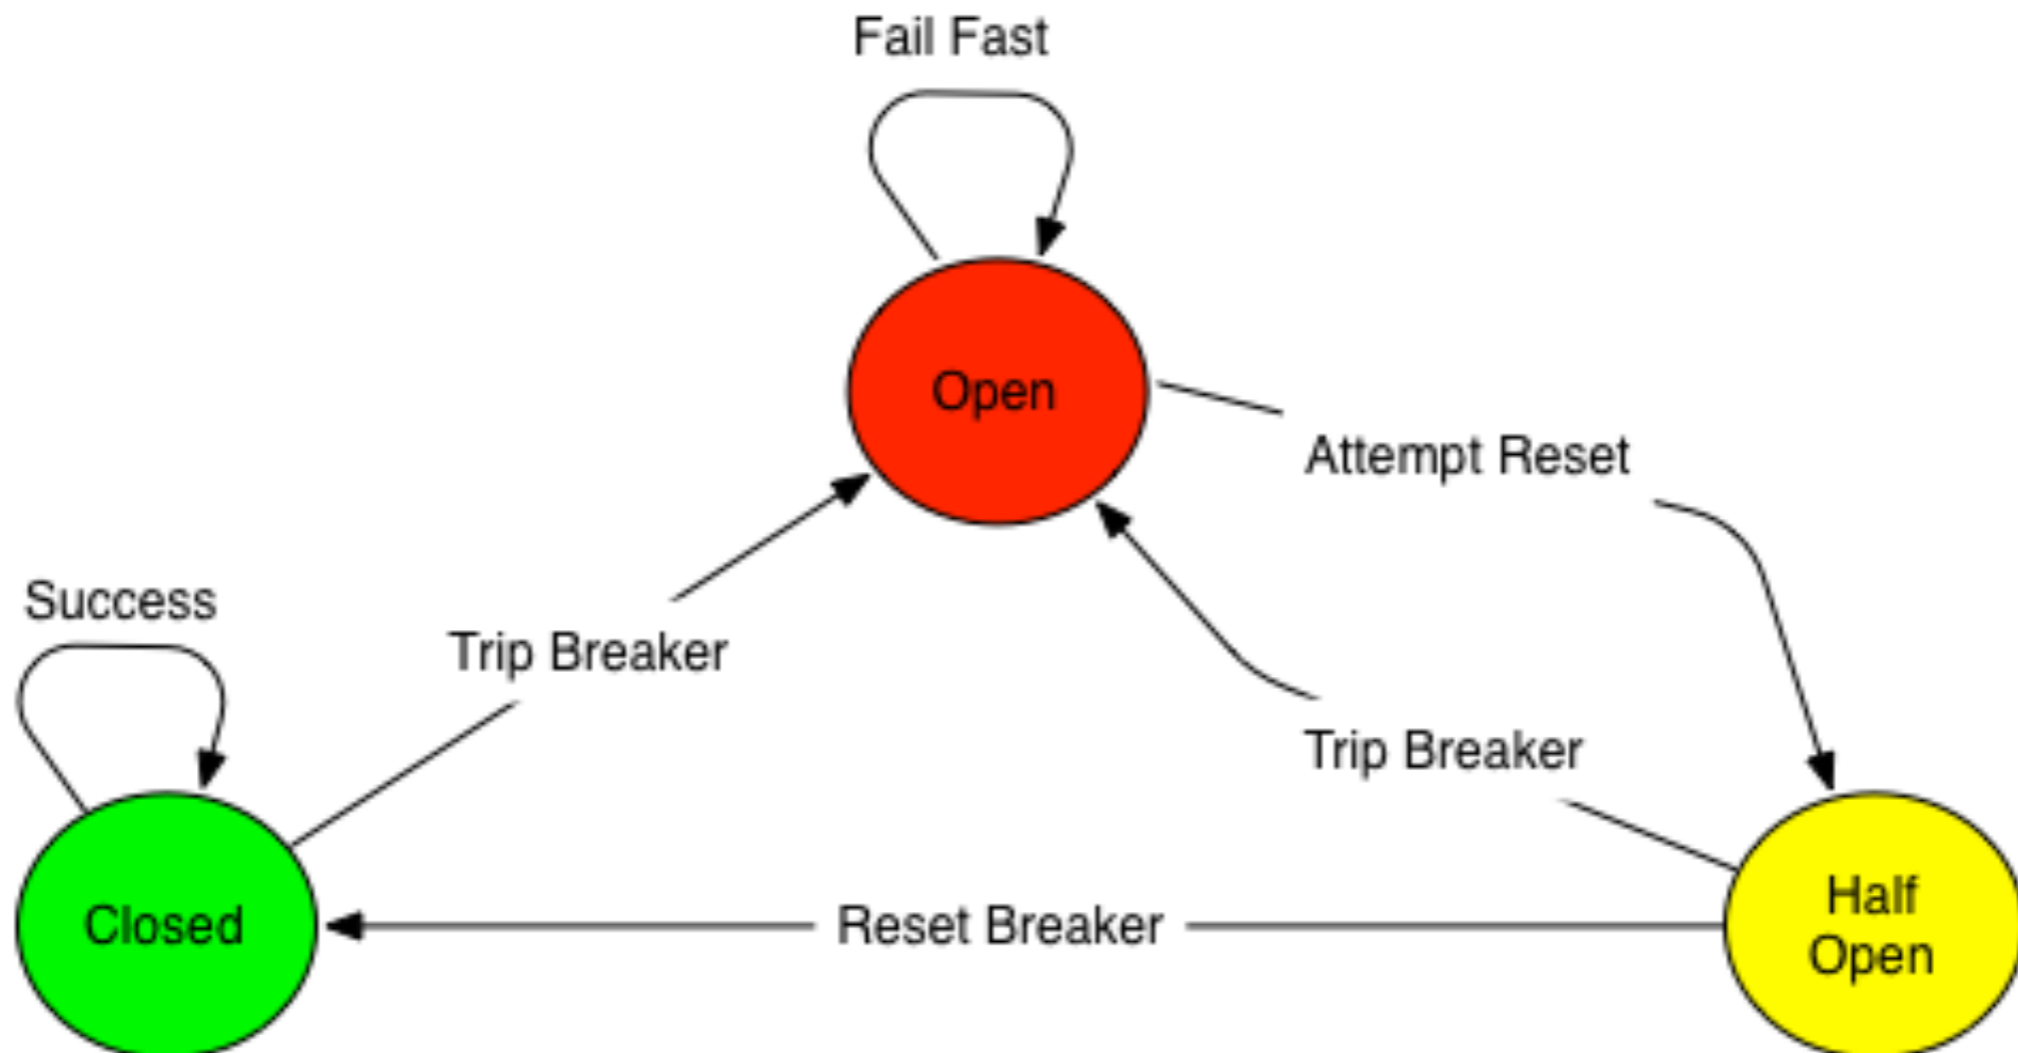 Fail Fast
Open
Attempt Reset
Success
Trip Breaker
Trip Breaker
Half
Open
Closed
Reset Breaker